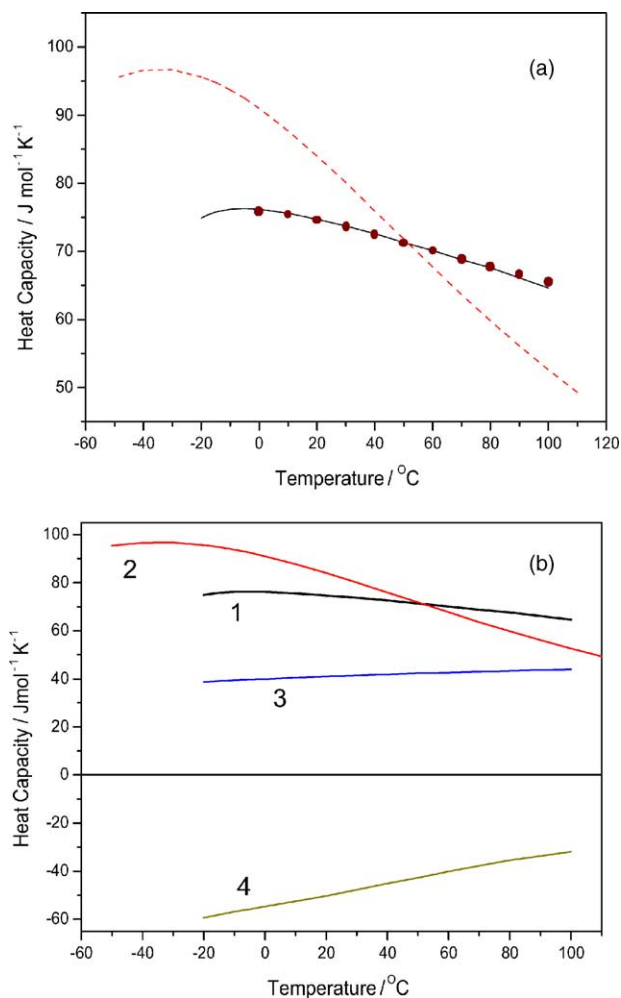 (a)
Heat Capacity / J mol⁻¹ K⁻¹
100
90
80
70
60
50
-60 -40 -20 0 20 40 60 80 100 120
Temperature / °C
(b)
Heat Capacity / Jmol⁻¹ K⁻¹
100
80
60
40
20
0
-20
-40
-60
2
1
3
4
-60 -40 -20 0 20 40 60 80 100
Temperature / °C